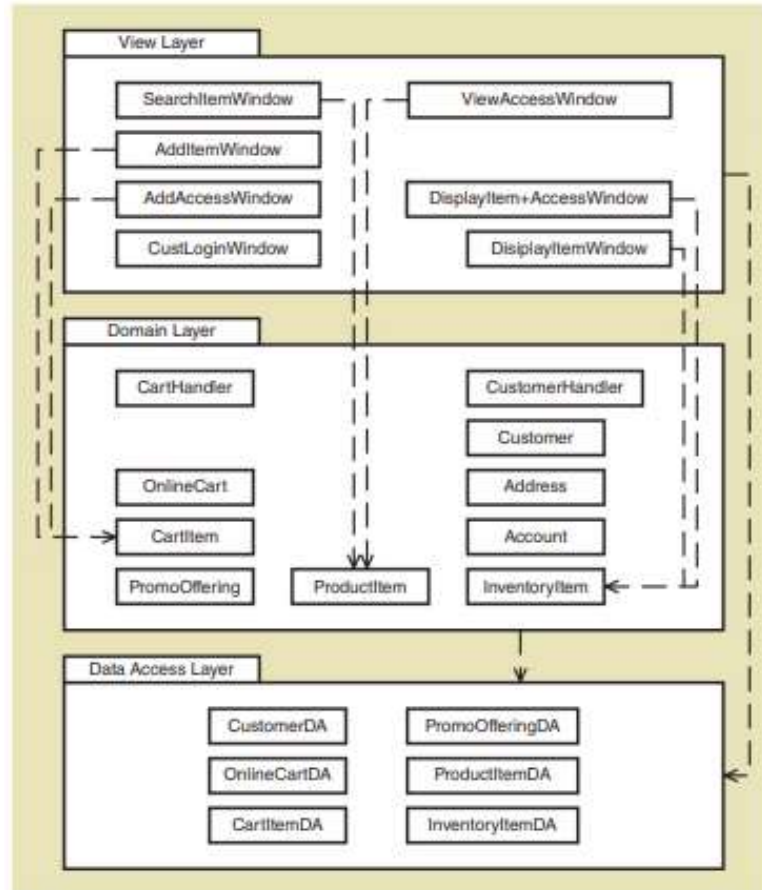 View Layer
SearchItemWindow
ViewAccessWindow
AddItemWindow
AddAccessWindow
DisplayItem+AccessWindow
CustLoginWindow
DisiplayItemWindow
Domain Layer
CartHandler
CustomerHandler
Customer
OnlineCart
Address
CartItem
Account
PromoOffering
ProductItem
InventoryItem
Data Access Layer
CustomerDA
PromoOfferingDA
OnlineCartDA
ProductItemDA
CartItemDA
InventoryItemDA